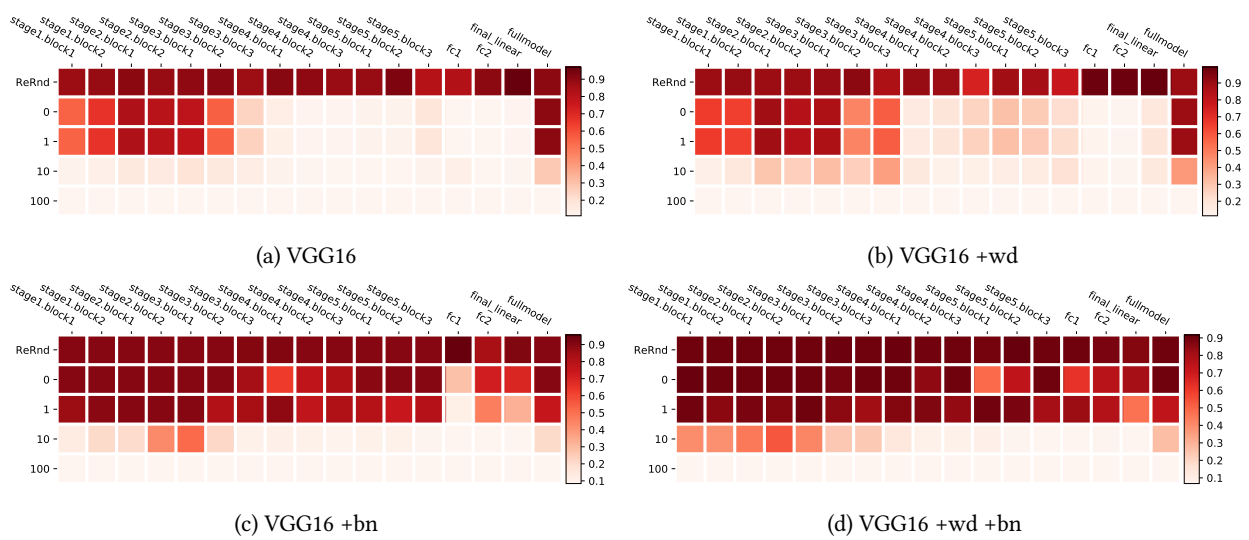 stage1.block1
stage1.block2
stage2.block1
stage2.block2
stage3.block1
stage3.block2
stage3.block3
stage4.block1
stage4.block2
stage4.block3
stage5.block1
stage5.block2
stage5.block3
fc1
fc2
final_linear
fullmodel
ReRnd
0
1
10
100
0.9
0.8
0.7
0.6
0.5
0.4
0.3
0.2
(a) VGG16
stage1.block1
stage1.block2
stage2.block1
stage2.block2
stage3.block1
stage3.block2
stage3.block3
stage4.block1
stage4.block2
stage4.block3
stage5.block1
stage5.block2
stage5.block3
fc1
fc2
final_linear
fullmodel
ReRnd
0
1
10
100
0.9
0.8
0.7
0.6
0.5
0.4
0.3
0.2
(b) VGG16 +wd
stage1.block1
stage1.block2
stage2.block1
stage2.block2
stage3.block1
stage3.block2
stage3.block3
stage4.block1
stage4.block2
stage4.block3
stage5.block1
stage5.block2
stage5.block3
fc1
fc2
final_linear
fullmodel
ReRnd
0
1
10
100
0.9
0.8
0.7
0.6
0.5
0.4
0.3
0.2
0.1
(c) VGG16 +bn
stage1.block1
stage1.block2
stage2.block1
stage2.block2
stage3.block1
stage3.block2
stage3.block3
stage4.block1
stage4.block2
stage4.block3
stage5.block1
stage5.block2
stage5.block3
fc1
fc2
final_linear
fullmodel
ReRnd
0
1
10
100
0.9
0.8
0.7
0.6
0.5
0.4
0.3
0.2
0.1
(d) VGG16 +wd +bn